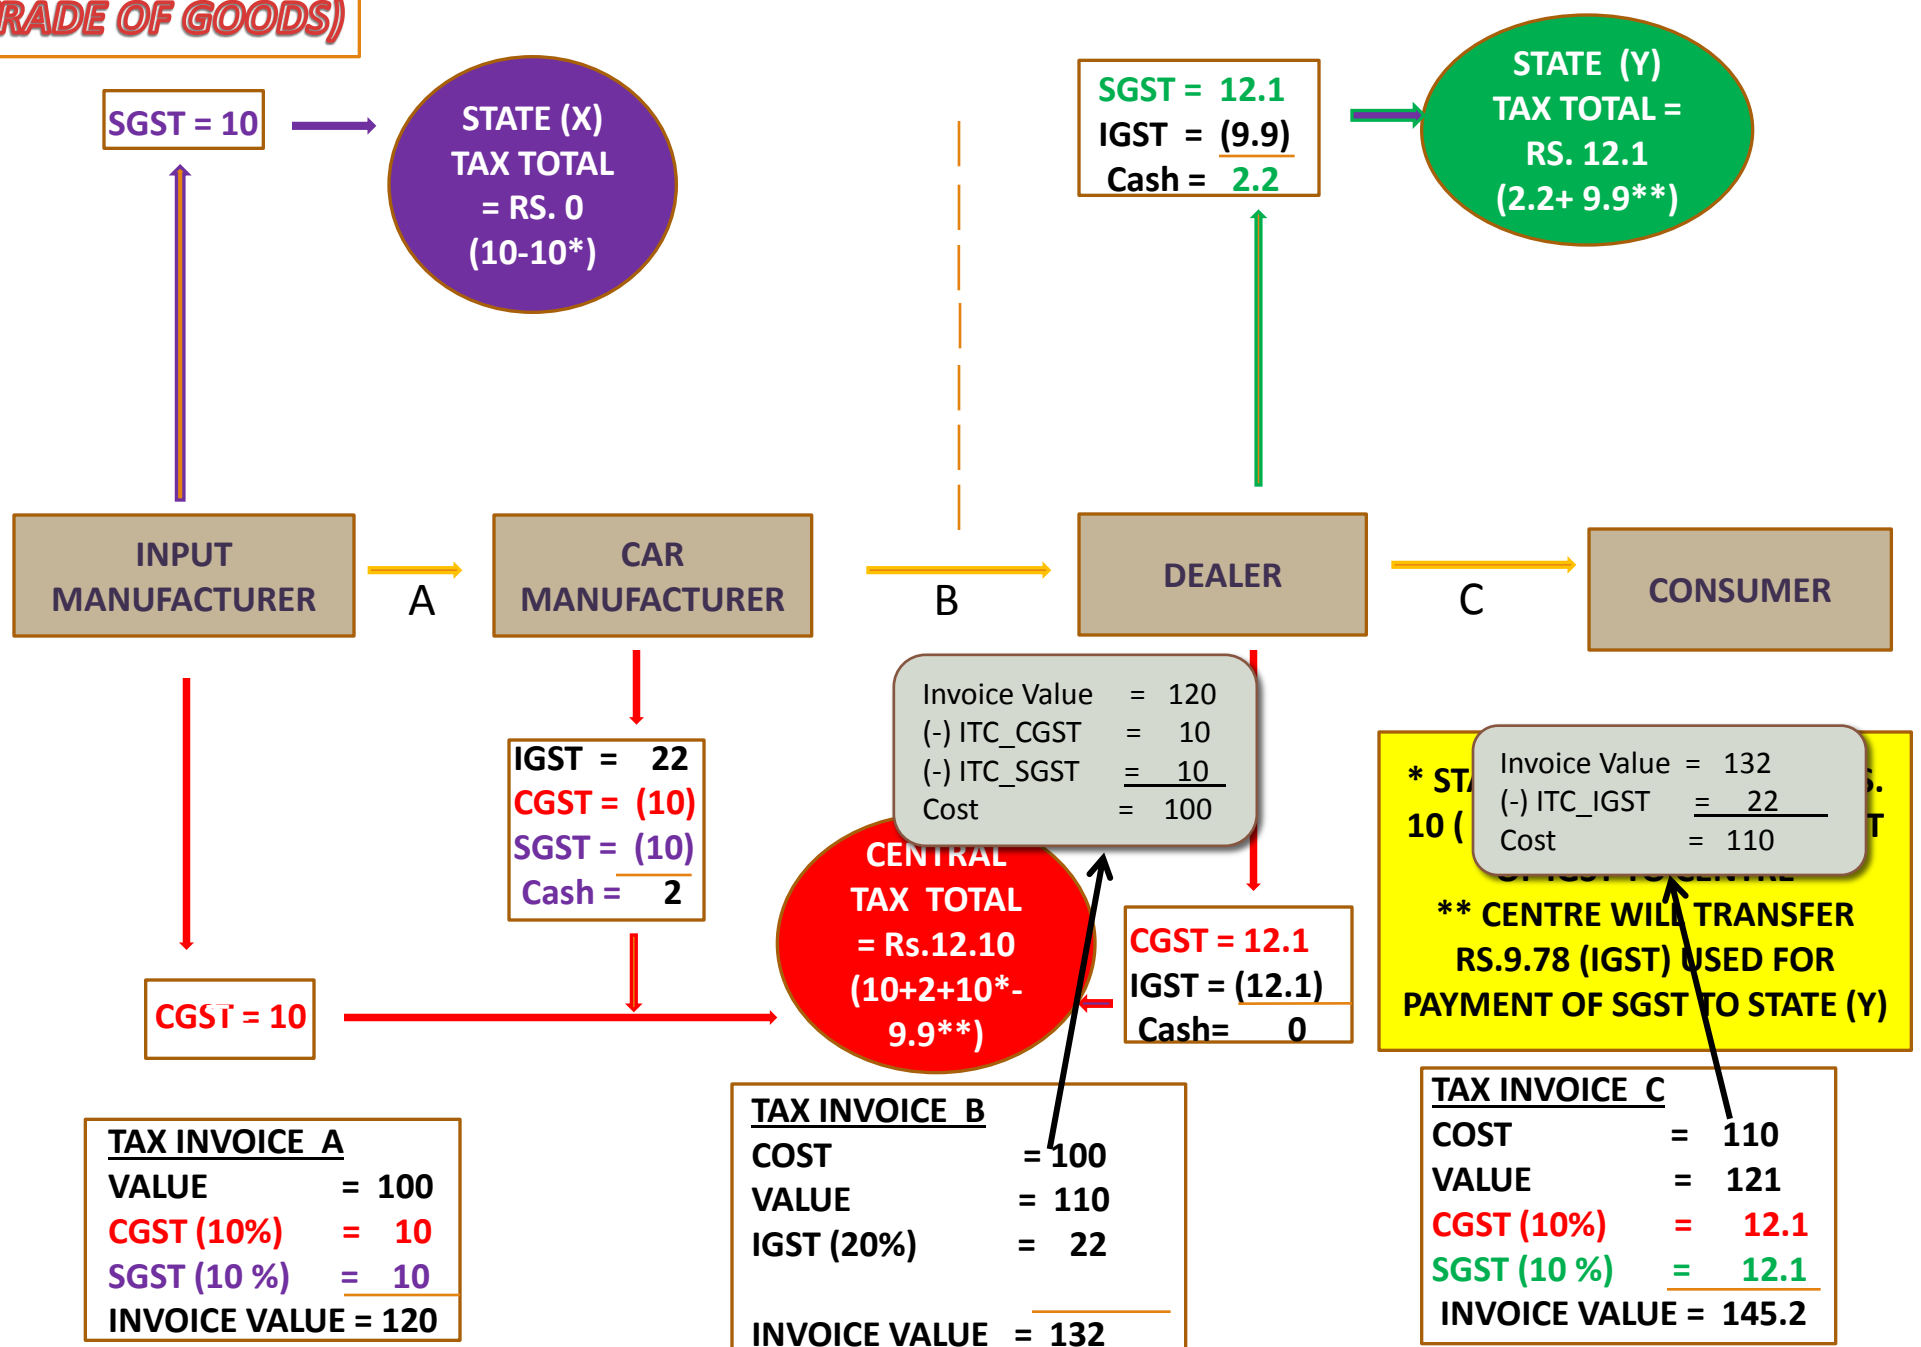 RADE OF GOODS)
SGST = 10
STATE (X)
TAX TOTAL
= RS. 0
(10-10*)
SGST = 12.1
IGST = (9.9)
Cash = 2.2
STATE (Y)
TAX TOTAL =
RS. 12.1
(2.2+ 9.9**)
INPUT
MANUFACTURER
A
CAR
MANUFACTURER
B
DEALER
C
CONSUMER
IGST = 22
CGST = (10)
SGST = (10)
Cash = 2
Invoice Value = 120
(-) ITC_CGST = 10
(-) ITC_SGST = 10
Cost = 100
CENTRAL
TAX TOTAL
= Rs.12.10
(10+2+10*-
9.9**)
CGST = 12.1
IGST = (12.1)
Cash= 0
Invoice Value = 132
(-) ITC_IGST = 22
Cost = 110
*
10 (
OF IGST TO CENTRE
** CENTRE WILL TRANSFER
RS.9.78 (IGST) USED FOR
PAYMENT OF SGST TO STATE (Y)
CGST = 10
TAX INVOICE A
VALUE = 100
CGST (10%) = 10
SGST (10 %) = 10
INVOICE VALUE = 120
TAX INVOICE B
COST = 100
VALUE = 110
IGST (20%) = 22
INVOICE VALUE = 132
TAX INVOICE C
COST = 110
VALUE = 121
CGST (10%) = 12.1
SGST (10 %) = 12.1
INVOICE VALUE = 145.2